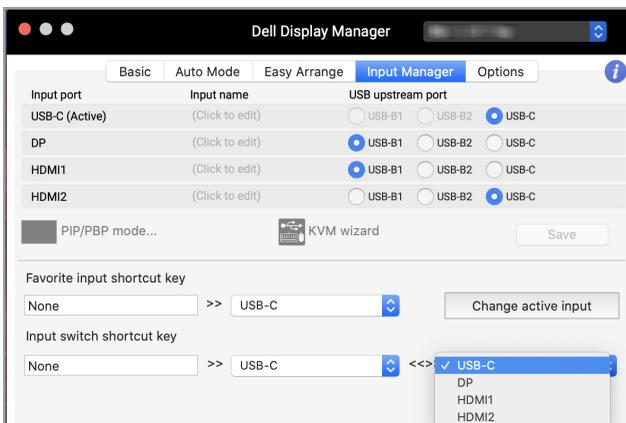 Dell Display Manager
Basic Auto Mode Easy Arrange Input Manager Options i
Input port Input name USB upstream port
USB-C (Active) (Click to edit) USB-B1 USB-B2 USB-C
DP (Click to edit) USB-B1 USB-B2 USB-C
HDMI1 (Click to edit) USB-B1 USB-B2 USB-C
HDMI2 (Click to edit) USB-B1 USB-B2 USB-C
PIP/PBP mode... KVM wizard Save
Favorite input shortcut key
None >> USB-C Change active input
Input switch shortcut key
None >> USB-C <<>> ✓ USB-C
DP
HDMI1
HDMI2